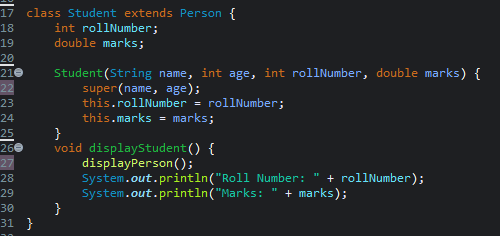 17 class Student extends Person {
18     int rollNumber;
19     double marks;
20
21     Student(String name, int age, int rollNumber, double marks) {
22         super(name, age);
23         this.rollNumber = rollNumber;
24         this.marks = marks;
25     }
26     void displayStudent() {
27         displayPerson();
28         System.out.println("Roll Number: " + rollNumber);
29         System.out.println("Marks: " + marks);
30     }
31 }